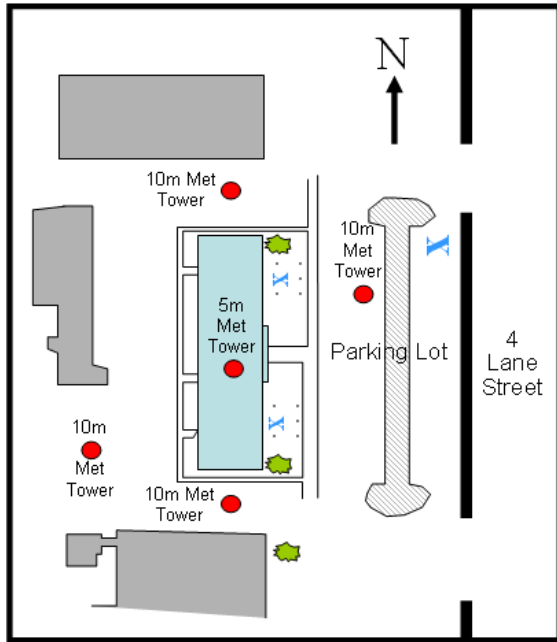 N
10m Met
Tower
10m
Met
Tower
5m
Met
Tower
Parking Lot
4
Lane
Street
10m
Met
Tower
10m Met
Tower